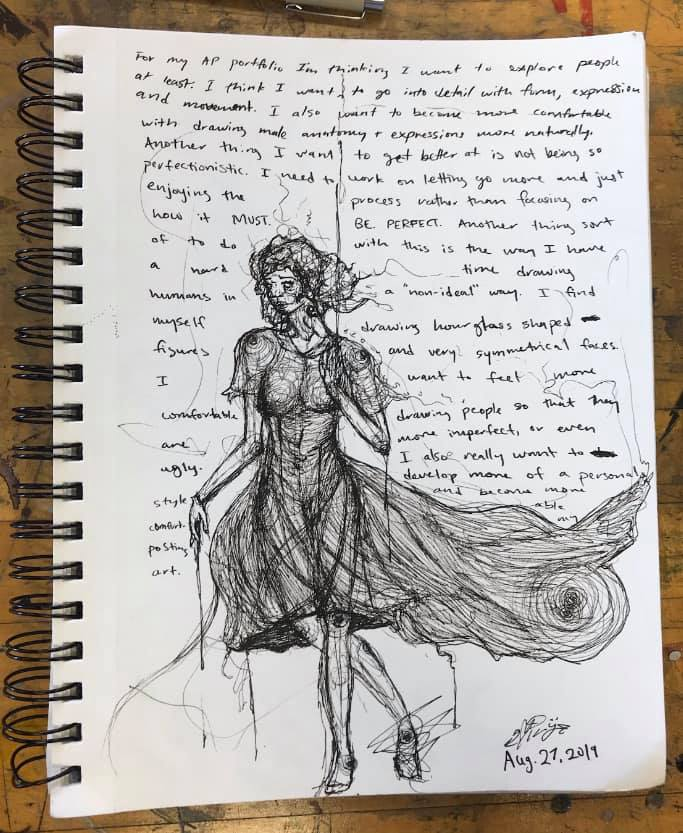 For my AP portfolio Im thinking I want to explore people
at least. I think I want to go into detail with form, expression
and movement. I also want to become more comfortable
with drawing male anatomy + expressions more naturally.
Another thing I want to get better at is not being so
perfectionistic. I need to work on letting go more and just
enjoying the process rather than focusing on
how it MUST. BE PERFECT. Another thing sort
of to do with this is the way I have
a hard time drawing
humans in a "non-ideal" way. I find
myself drawing hourglass shaped
figures and very symmetrical faces.
I want to feel more
comfortable drawing people so that they
are more imperfect, or even
ugly. I also really want to
develop more of a personal
style and become more
comfort- able
posting my
art.
Aug. 27, 2019